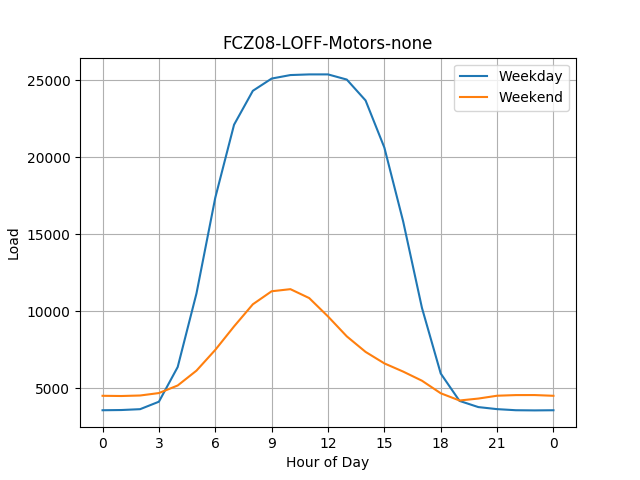 FCZ08-LOFF-Motors-none
Weekday
Weekend
25000
20000
15000
10000
5000
Load
0 3 6 9 12 15 18 21 0
Hour of Day